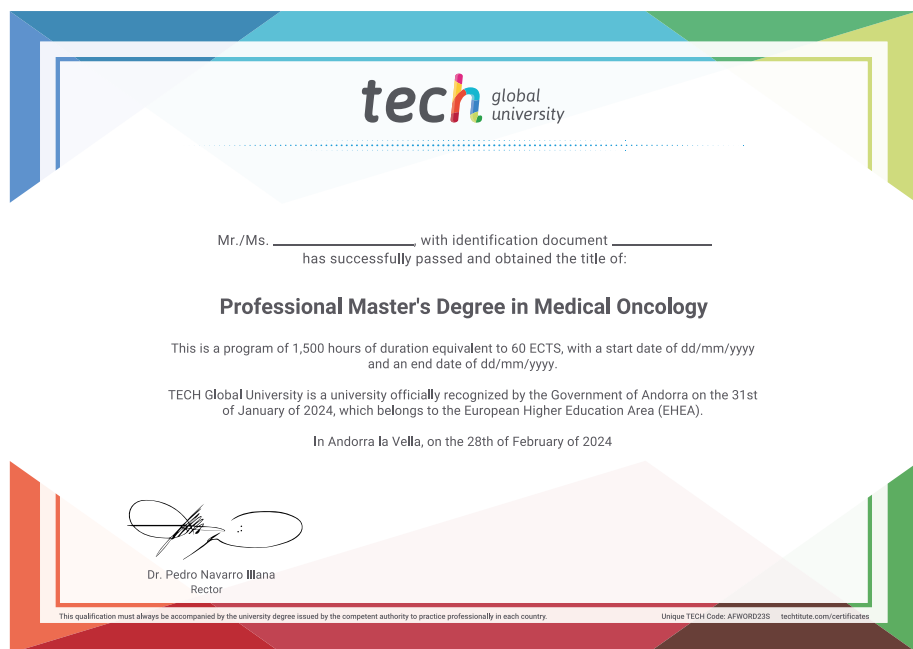 tech global
university
Mr./Ms. ____________, with identification document ________
has successfully passed and obtained the title of:
Professional Master's Degree in Medical Oncology
This is a program of 1,500 hours of duration equivalent to 60 ECTS, with a start date of dd/mm/yyyy
and an end date of dd/mm/yyyy.
TECH Global University is a university officially recognized by the Government of Andorra on the 31st
of January of 2024, which belongs to the European Higher Education Area (EHEA).
In Andorra la Vella, on the 28th of February of 2024
Dr. Pedro Navarro Illana
Rector
This qualification must always be accompanied by the university degree issued by the competent authority to practice professionally in each country. Unique TECH Code: AFWORD23S techtitute.com/certificates